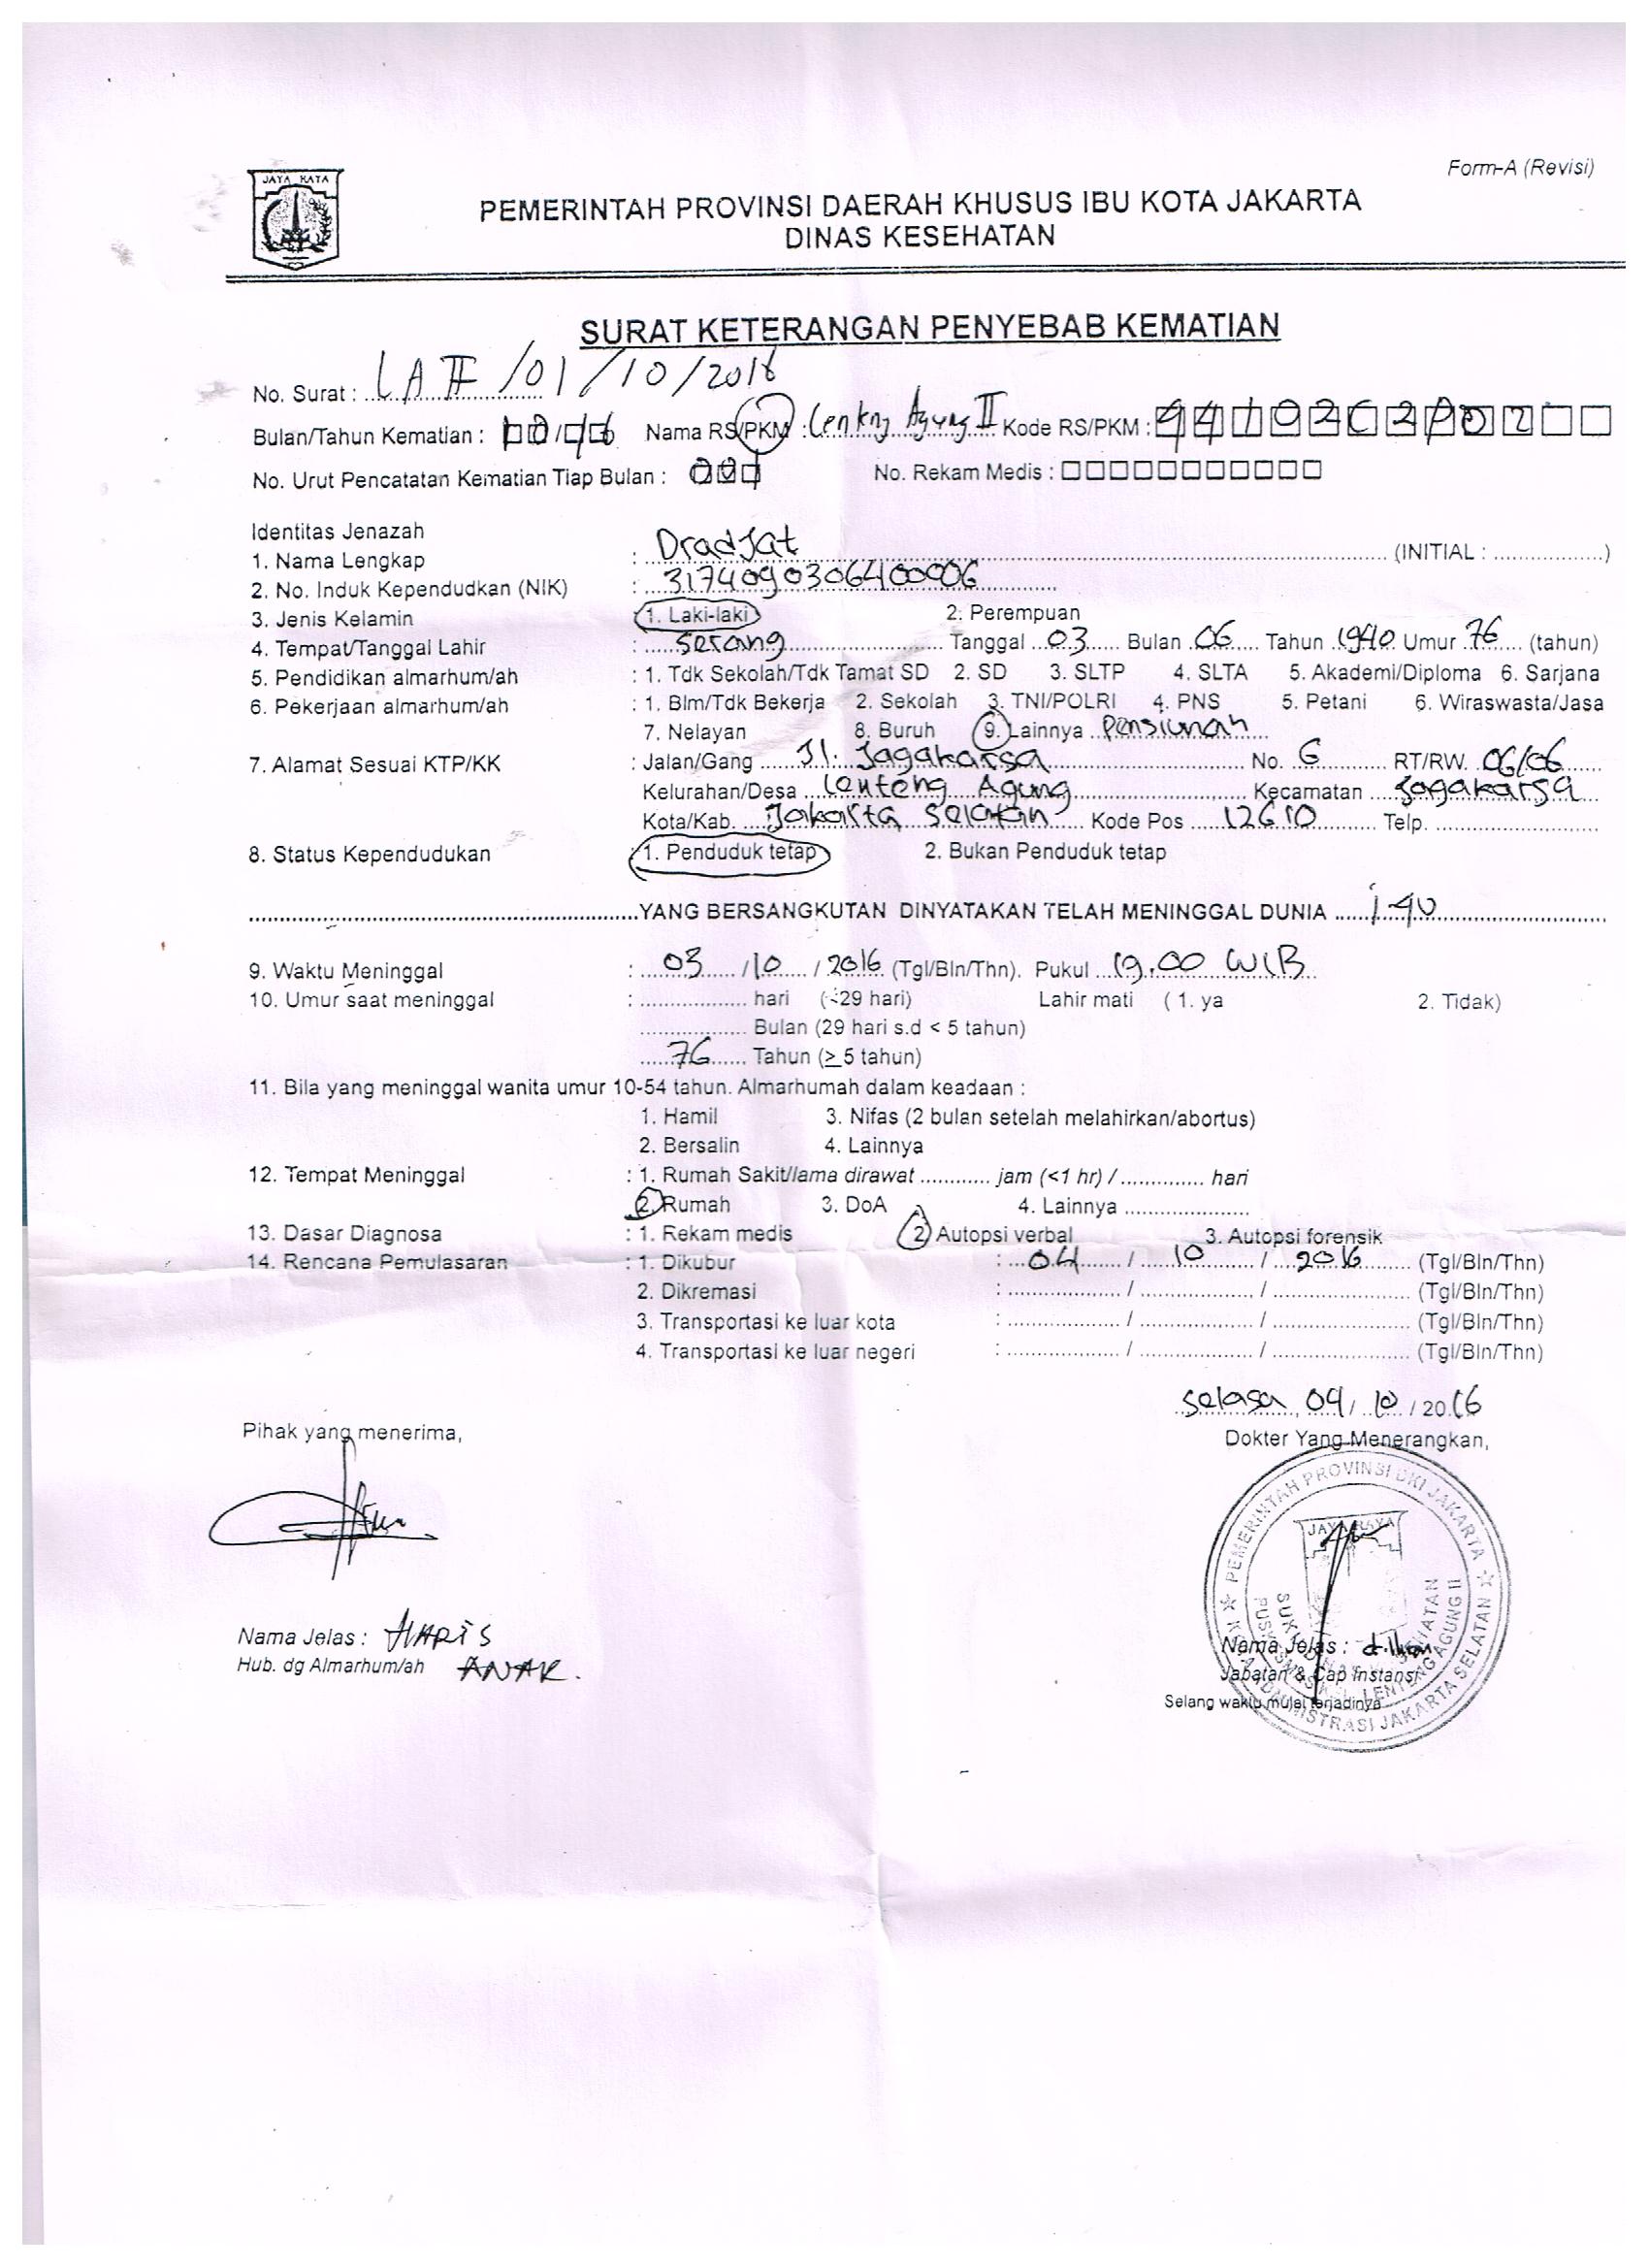 Form-A (Revisi)
JAYA RAYA
PEMERINTAH PROVINSI DAERAH KHUSUS IBU KOTA JAKARTA
DINAS KESEHATAN
SURAT KETERANGAN PENYEBAB KEMATIAN
No. Surat : LA II /01/10/2016
Bulan/Tahun Kematian : 10/16 Nama RS/PKM : Lenteng Agung II Kode RS/PKM :
No. Urut Pencatatan Kematian Tiap Bulan : 001 No. Rekam Medis :
Identitas Jenazah
1. Nama Lengkap : Dradjat (INITIAL : ................)
2. No. Induk Kependudkan (NIK) : 3174090306400006
3. Jenis Kelamin : 1. Laki-laki 2. Perempuan
4. Tempat/Tanggal Lahir : Serang Tanggal 03 Bulan 06 Tahun 1940 Umur 76 (tahun)
5. Pendidikan almarhum/ah : 1. Tdk Sekolah/Tdk Tamat SD 2. SD 3. SLTP 4. SLTA 5. Akademi/Diploma 6. Sarjana
6. Pekerjaan almarhum/ah : 1. Blm/Tdk Bekerja 2. Sekolah 3. TNI/POLRI 4. PNS 5. Petani 6. Wiraswasta/Jasa
7. Nelayan 8. Buruh 9. Lainnya Pensiunan
7. Alamat Sesuai KTP/KK : Jalan/Gang Jl. Jagakarsa No. 6 RT/RW. 06/06
Kelurahan/Desa Lenteng Agung Kecamatan Jagakarsa
Kota/Kab. Jakarta Selatan Kode Pos 12610 Telp.
8. Status Kependudukan : 1. Penduduk tetap 2. Bukan Penduduk tetap
YANG BERSANGKUTAN DINYATAKAN TELAH MENINGGAL DUNIA
9. Waktu Meninggal : 03 /10 / 2016 (Tgl/Bln/Thn). Pukul 19.00 WIB
10. Umur saat meninggal : .................. hari (<29 hari) Lahir mati ( 1. ya 2. Tidak)
.................. Bulan (29 hari s.d < 5 tahun)
76 Tahun (≥ 5 tahun)
11. Bila yang meninggal wanita umur 10-54 tahun. Almarhumah dalam keadaan :
1. Hamil 3. Nifas (2 bulan setelah melahirkan/abortus)
2. Bersalin 4. Lainnya
12. Tempat Meninggal : 1. Rumah Sakit/lama dirawat ............ jam (<1 hr) / .............. hari
2. Rumah 3. DoA 4. Lainnya .....................
13. Dasar Diagnosa : 1. Rekam medis 2 Autopsi verbal 3. Autopsi forensik
14. Rencana Pemulasaran : 1. Dikubur : 04 / 10 / 2016 (Tgl/Bln/Thn)
2. Dikremasi : ................... / ................... / ....................... (Tgl/Bln/Thn)
3. Transportasi ke luar kota : ................... / ................... / ....................... (Tgl/Bln/Thn)
4. Transportasi ke luar negeri : ................... / ................... / ....................... (Tgl/Bln/Thn)
Selasa, 04/ 10 / 2016
Pihak yang menerima,
Dokter Yang Menerangkan,
PEMERINTAH PROVINSI DKI JAKARTA
JAYA RAYA
Nama Jelas : HARIS
Hub. dg Almarhum/ah ANAK.
Nama Jelas :
Jabatan & Cap Instansi
Selang waktu mulai terjadinya
LENTENG AGUNG II
ADMINISTRASI JAKARTA SELATAN